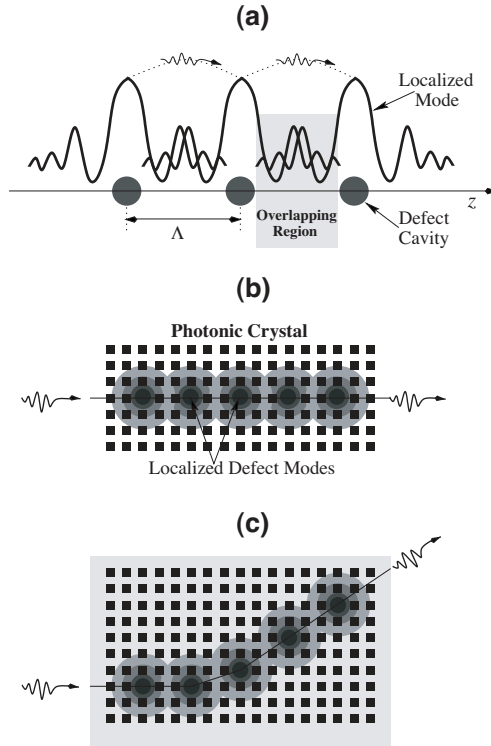 (a)
Localized
Mode
Overlapping
Region
z
Λ
Defect
Cavity
(b)
Photonic Crystal
Localized Defect Modes
(c)